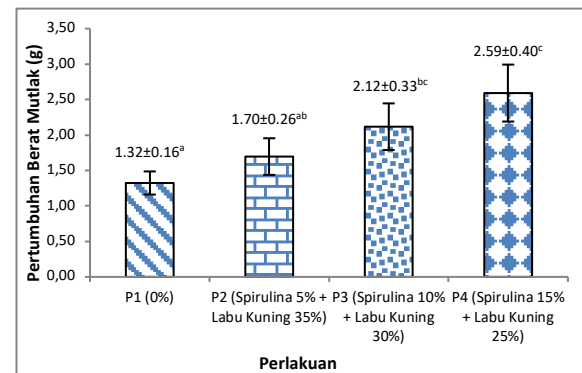 Pertumbuhan Berat Mutlak (g)
3,50
3,00
2,50
2,00
1,50
1,00
0,50
0,00
1.32±0.16ᵃ
1.70±0.26ᵃᵇ
2.12±0.33ᵇᶜ
2.59±0.40ᶜ
P1 (0%)
P2 (Spirulina 5% +
Labu Kuning 35%)
P3 (Spirulina 10%
+ Labu Kuning
30%)
P4 (Spirulina 15%
+ Labu Kuning
25%)
Perlakuan